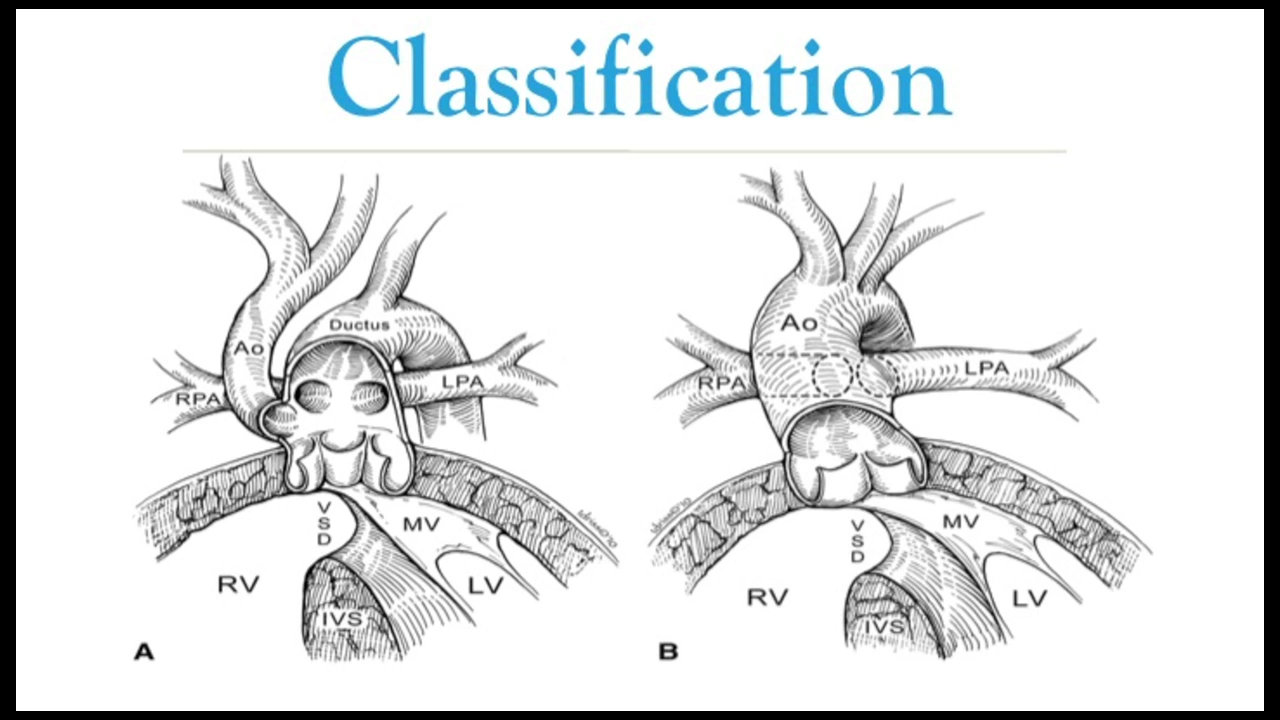 Classification
Ductus
Ao
LPA
RPA
VSD
MV
RV
LV
IVS
A
Ao
RPA
LPA
VSD
MV
RV
LV
IVS
B